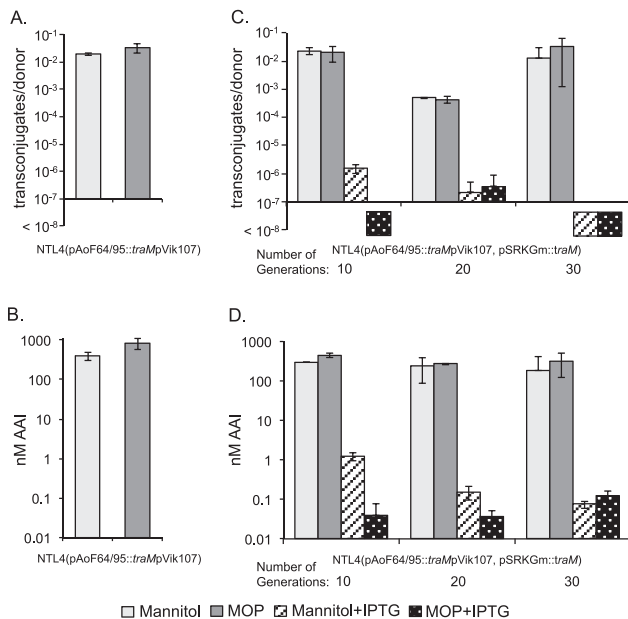 A.
transconjugates/donor
10⁻¹
10⁻²
10⁻³
10⁻⁴
10⁻⁵
10⁻⁶
10⁻⁷
< 10⁻⁸
NTL4(pAoF64/95::traMpVik107)
C.
transconjugates/donor
10⁻¹
10⁻²
10⁻³
10⁻⁴
10⁻⁵
10⁻⁶
10⁻⁷
< 10⁻⁸
NTL4(pAoF64/95::traMpVik107, pSRKGm::traM)
Number of
Generations: 10 20 30
B.
nM AAI
1000
100
10
1
0.1
0.01
NTL4(pAoF64/95::traMpVik107)
D.
nM AAI
1000
100
10
1
0.1
0.01
NTL4(pAoF64/95::traMpVik107, pSRKGm::traM)
Number of
Generations: 10 20 30
Mannitol MOP Mannitol+IPTG MOP+IPTG